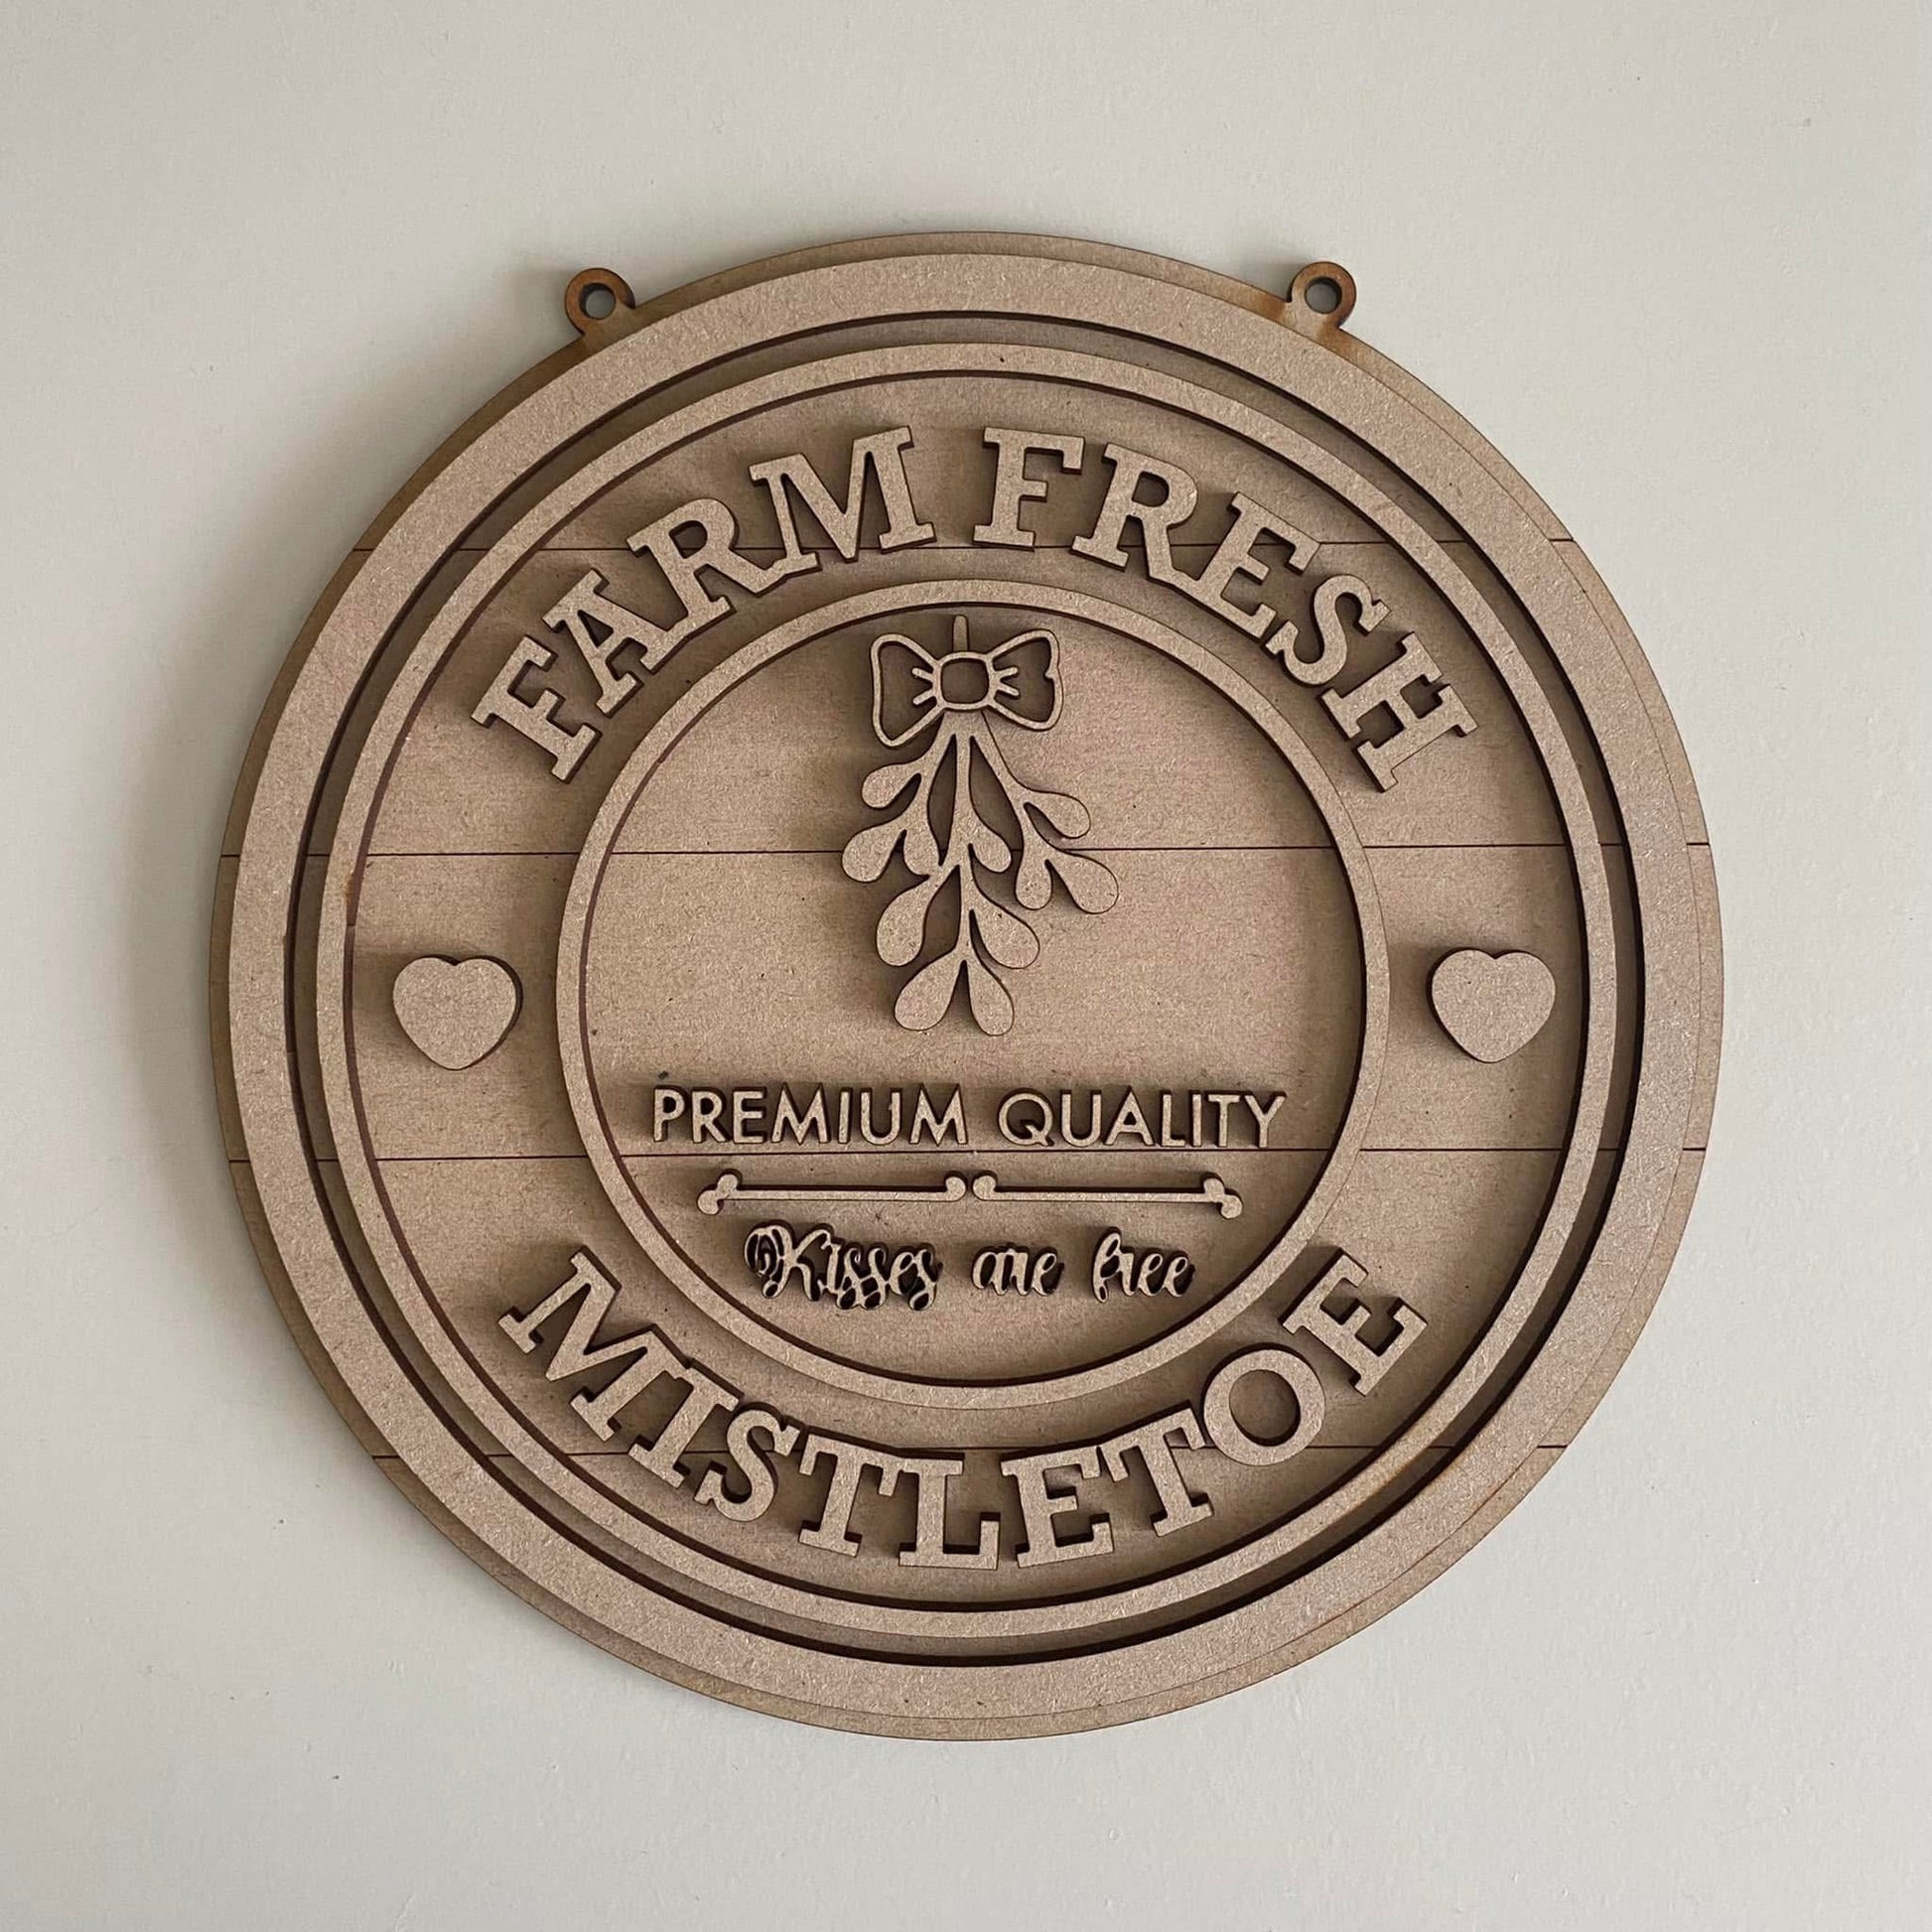 FARM FRESH
PREMIUM QUALITY
Kisses are free
MISTLETOE